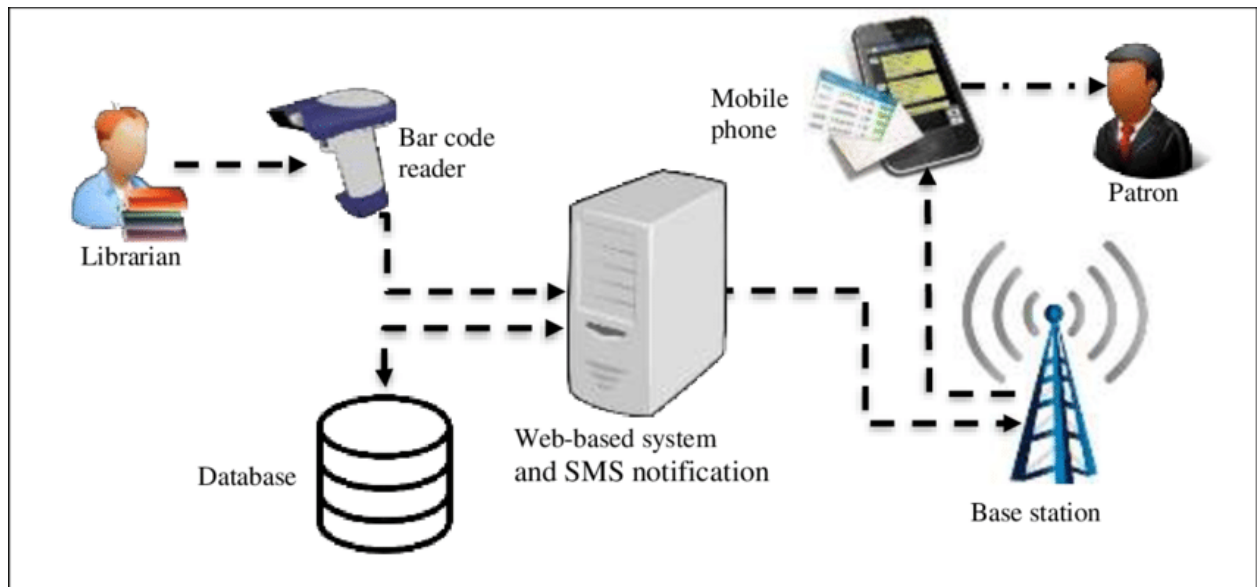 Librarian
Bar code
reader
Mobile
phone
Patron
Database
Web-based system
and SMS notification
Base station